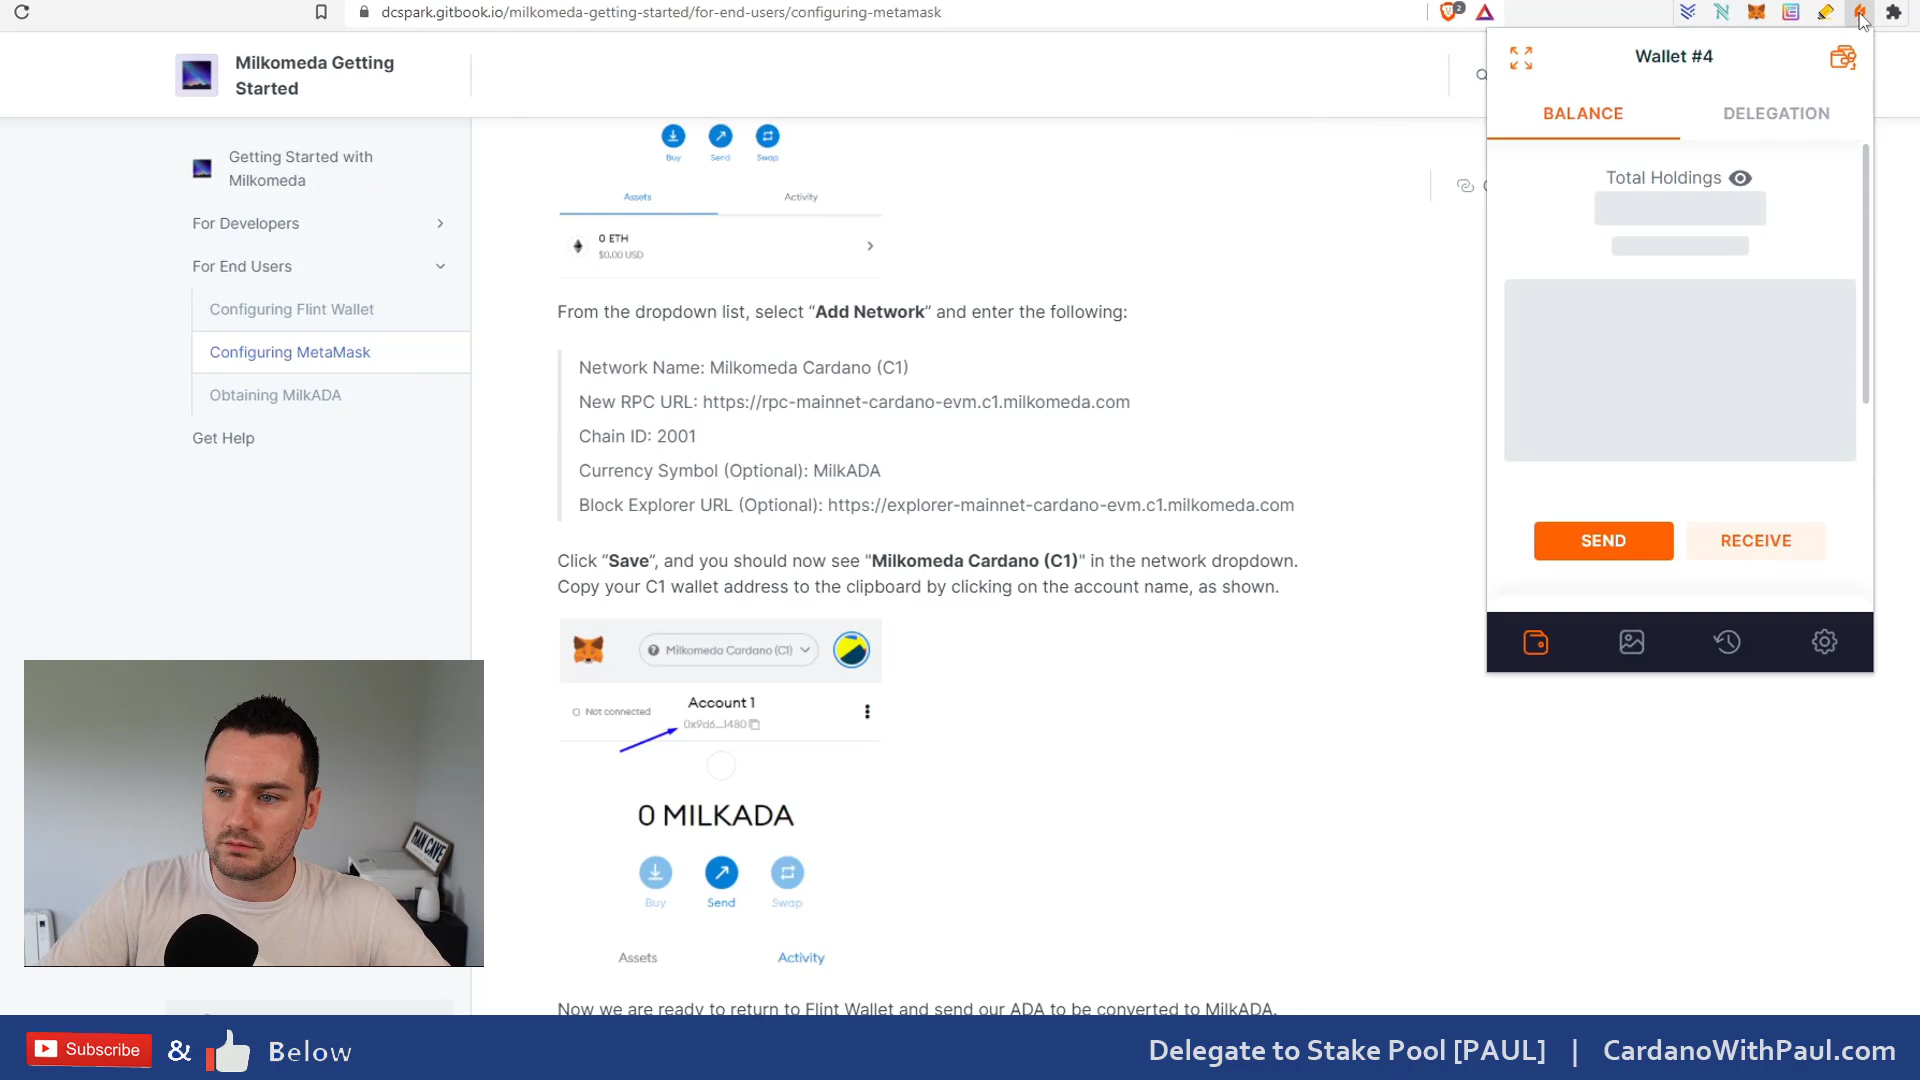 dcspark.gitbook.io/milkomeda-getting-started/for-end-users/configuring-metamask
2
Milkomeda Getting
Started
Getting Started with
Milkomeda
For Developers
For End Users
Configuring Flint Wallet
Configuring MetaMask
Obtaining MilkADA
Get Help
Buy
Send
Swap
Assets
Activity
0 ETH
$0.00 USD
From the dropdown list, select “Add Network” and enter the following:
Network Name: Milkomeda Cardano (C1)
New RPC URL: https://rpc-mainnet-cardano-evm.c1.milkomeda.com
Chain ID: 2001
Currency Symbol (Optional): MilkADA
Block Explorer URL (Optional): https://explorer-mainnet-cardano-evm.c1.milkomeda.com
Click “Save”, and you should now see "Milkomeda Cardano (C1)" in the network dropdown.
Copy your C1 wallet address to the clipboard by clicking on the account name, as shown.
Milkomeda Cardano (C1)
Not connected
Account 1
0x9d6...1480
0 MILKADA
Buy
Send
Swap
Assets
Activity
Now we are ready to return to Flint Wallet and send our ADA to be converted to MilkADA.
Wallet #4
BALANCE
DELEGATION
Total Holdings
SEND
RECEIVE
MAN CAVE
Subscribe
&
Below
Delegate to Stake Pool [PAUL] | CardanoWithPaul.com